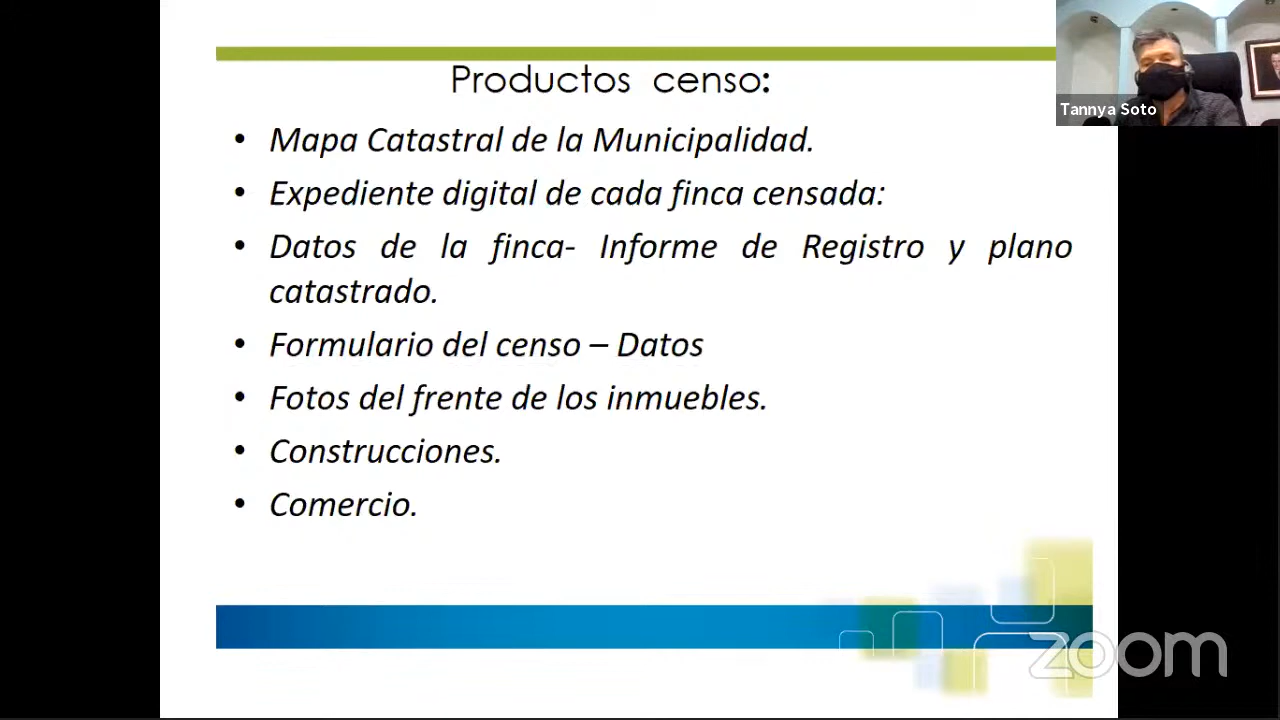 Productos censo:
Tannya Soto
• Mapa Catastral de la Municipalidad.
• Expediente digital de cada finca censada:
• Datos de la finca- Informe de Registro y plano
catastrado.
• Formulario del censo – Datos
• Fotos del frente de los inmuebles.
• Construcciones.
• Comercio.
zoom